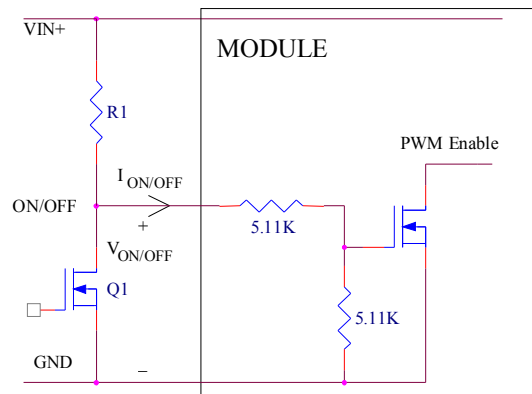 VIN+
MODULE
R1
PWM Enable
I ON/OFF
ON/OFF
+
5.11K
V ON/OFF
Q1
5.11K
GND
_